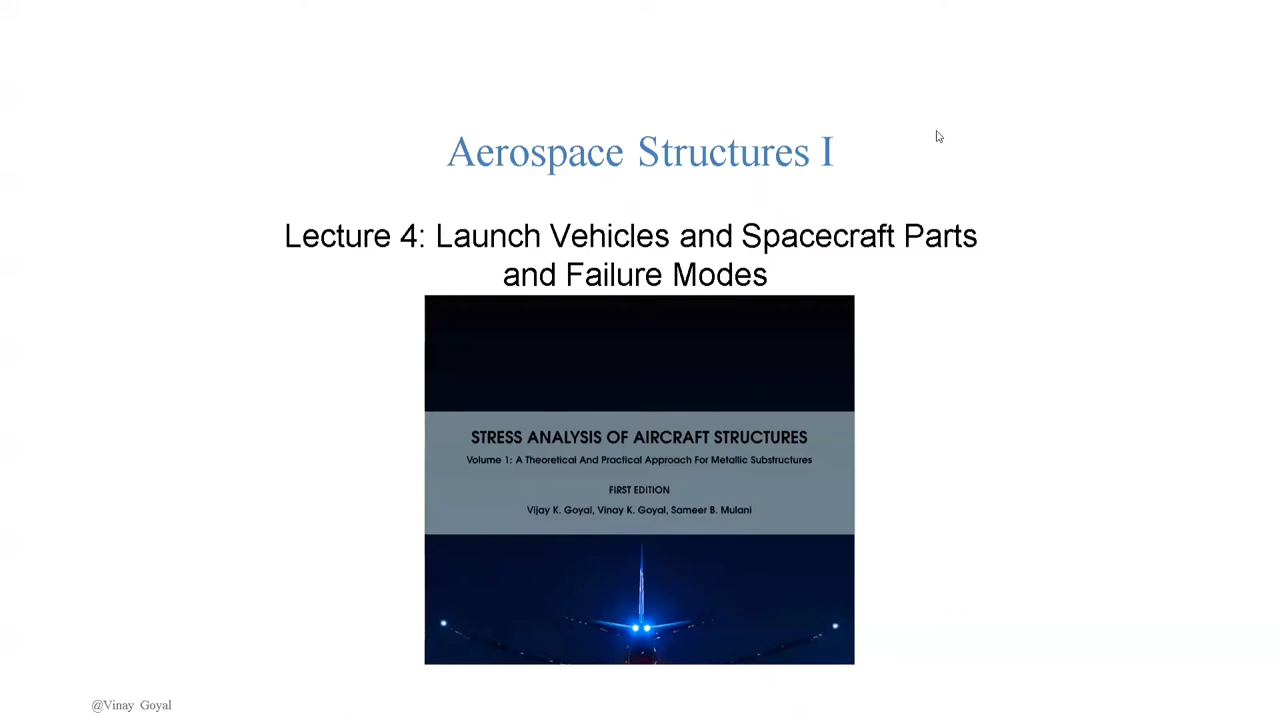 Aerospace Structures I
Lecture 4: Launch Vehicles and Spacecraft Parts
and Failure Modes
STRESS ANALYSIS OF AIRCRAFT STRUCTURES
Volume 1: A Theoretical And Practical Approach For Metallic Substructures
FIRST EDITION
Vijay K. Goyal, Vinay K. Goyal, Sameer B. Mulani
@Vinay Goyal